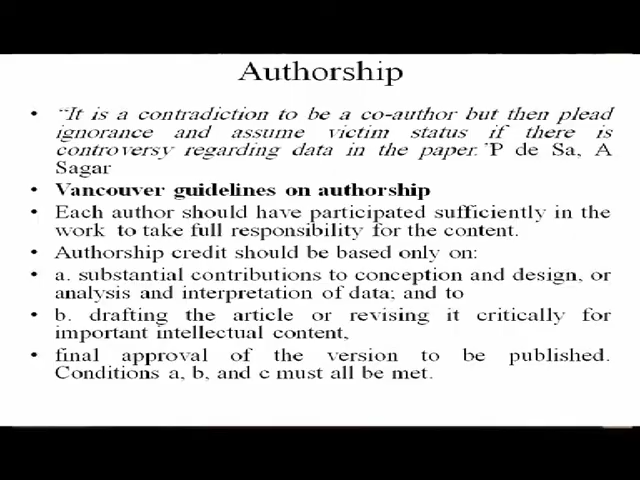 Authorship
• "It is a contradiction to be a co-author but then plead
ignorance and assume victim status if there is
controversy regarding data in the paper."P de Sa, A
Sagar
• Vancouver guidelines on authorship
• Each author should have participated sufficiently in the
work to take full responsibility for the content.
• Authorship credit should be based only on:
• a. substantial contributions to conception and design, or
analysis and interpretation of data; and to
• b. drafting the article or revising it critically for
important intellectual content,
• final approval of the version to be published.
Conditions a, b, and c must all be met.